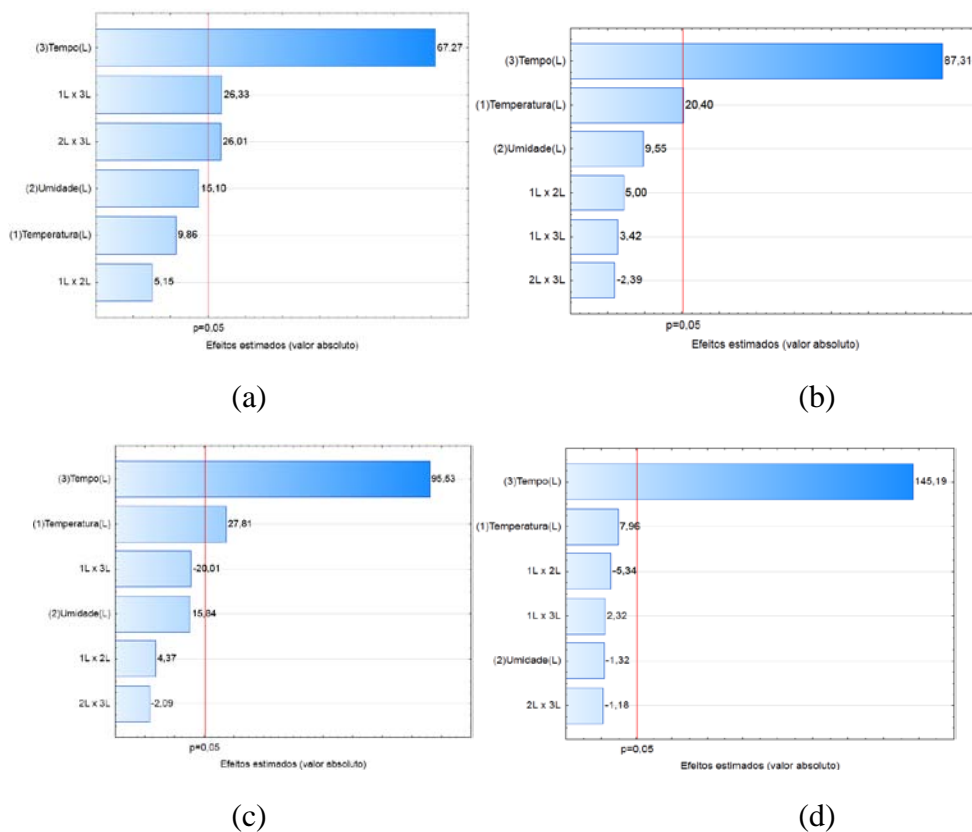 (3)Tempo(L) 67,27
1L x 3L 26,33
2L x 3L 26,01
(2)Umidade(L) 15,10
(1)Temperatura(L) 9,86
1L x 2L 5,15
p=0,05
Efeitos estimados (valor absoluto)
(a)
(3)Tempo(L) 87,31
(1)Temperatura(L) 20,40
(2)Umidade(L) 9,55
1L x 2L 5,00
1L x 3L 3,42
2L x 3L -2,39
p=0,05
Efeitos estimados (valor absoluto)
(b)
(3)Tempo(L) 95,53
(1)Temperatura(L) 27,81
1L x 3L -20,01
(2)Umidade(L) 15,84
1L x 2L 4,37
2L x 3L -2,09
p=0,05
Efeitos estimados (valor absoluto)
(c)
(3)Tempo(L) 145,19
(1)Temperatura(L) 7,96
1L x 2L -5,34
1L x 3L 2,32
(2)Umidade(L) -1,32
2L x 3L -1,18
p=0,05
Efeitos estimados (valor absoluto)
(d)